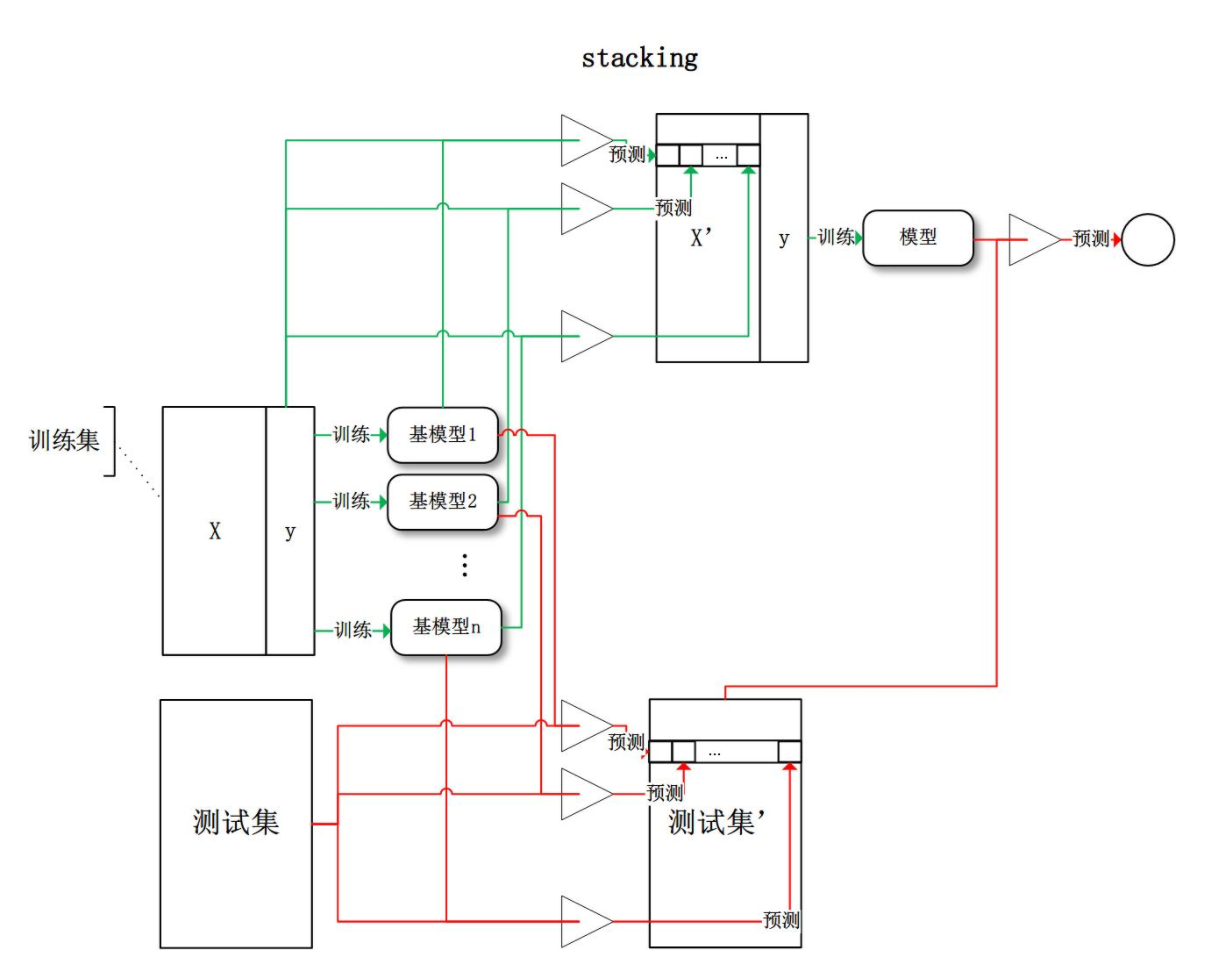 stacking
预测
...
预测
X’
y
训练
模型
预测
训练集
X
y
训练
基模型1
训练
基模型2
⋮
训练
基模型n
测试集
预测
...
预测
测试集’
预测